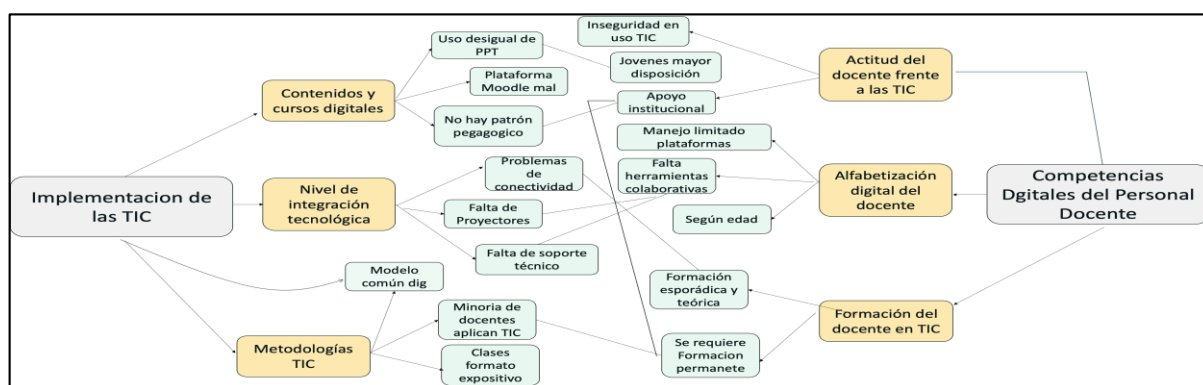 Inseguridad en
uso TIC
Uso desigual de
PPT
Jovenes mayor
disposición
Actitud del
docente frente
a las TIC
Plataforma
Moodle mal
Contenidos y
cursos digitales
Apoyo
institucional
No hay patrón
pegagogico
Manejo limitado
plataformas
Problemas
de
conectividad
Falta
herramientas
colaborativas
Implementacion de
las TIC
Nivel de
integración
tecnológica
Alfabetización
digital del
docente
Competencias
Dgitales del Personal
Docente
Falta de
Proyectores
Según edad
Falta de soporte
técnico
Modelo
común dig
Formación
esporádica y
teórica
Minoria de
docentes
aplican TIC
Formación del
docente en TIC
Metodologías
TIC
Se requiere
Formacion
permanete
Clases
formato
expositivo